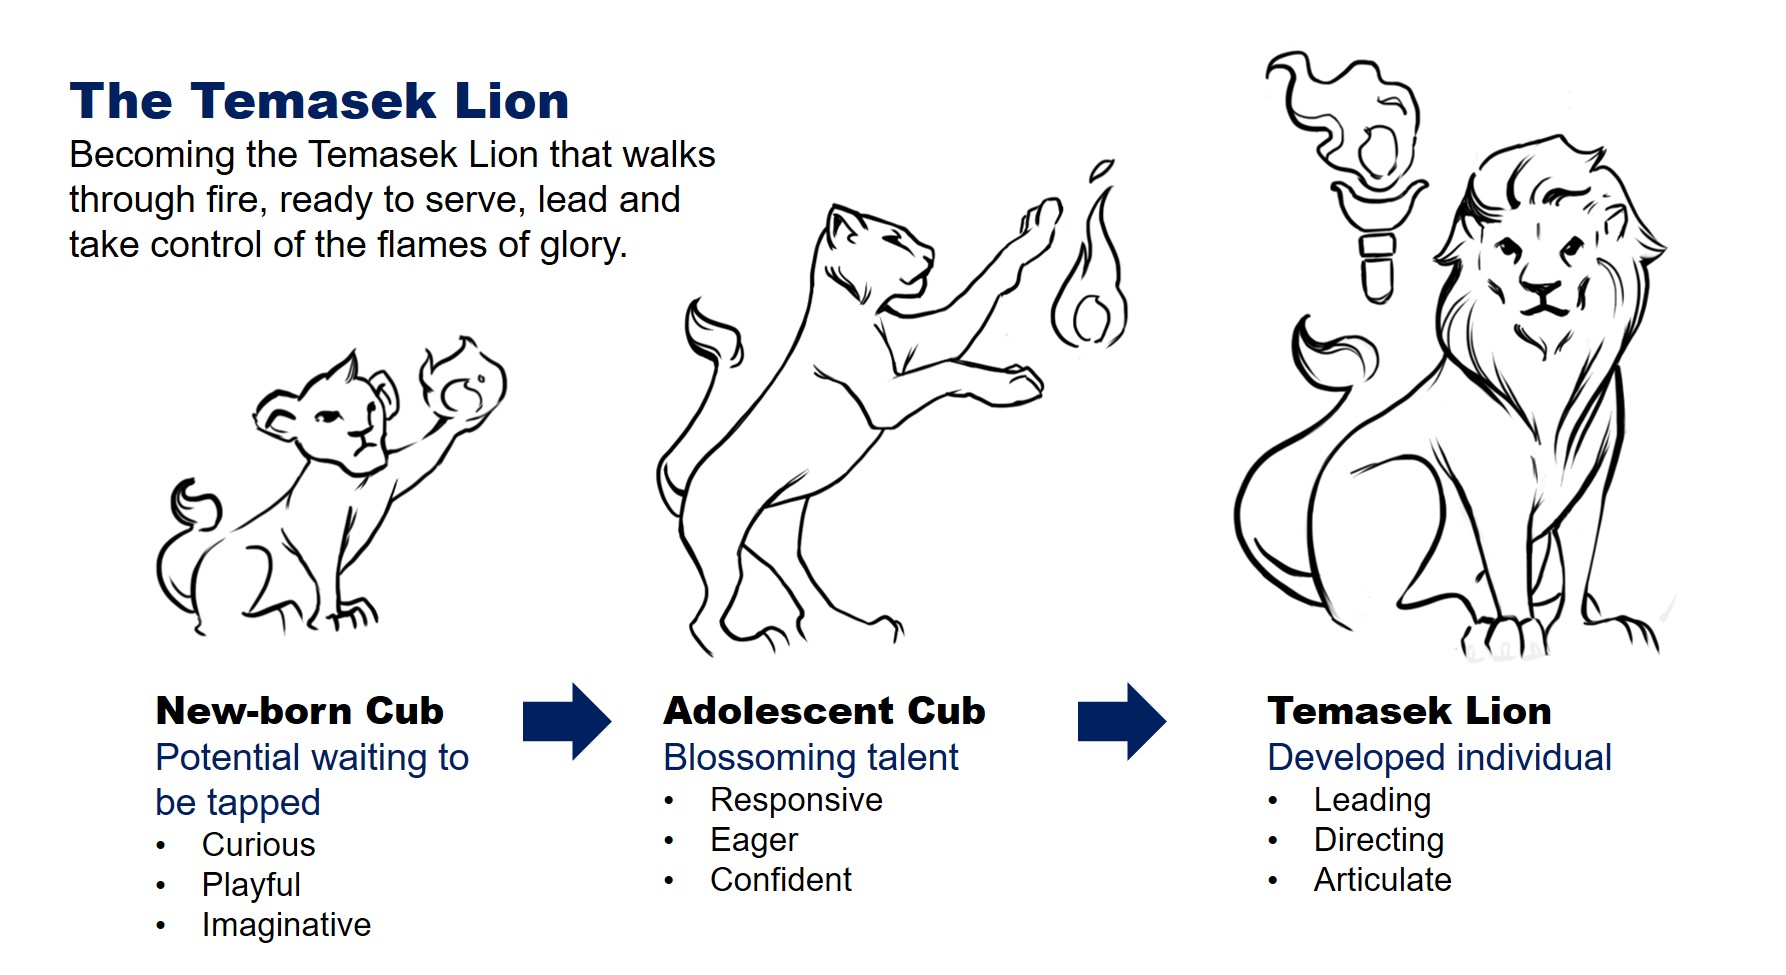 The Temasek Lion
Becoming the Temasek Lion that walks
through fire, ready to serve, lead and
take control of the flames of glory.
New-born Cub
Potential waiting to
be tapped
• Curious
• Playful
• Imaginative
Adolescent Cub
Blossoming talent
• Responsive
• Eager
• Confident
Temasek Lion
Developed individual
• Leading
• Directing
• Articulate